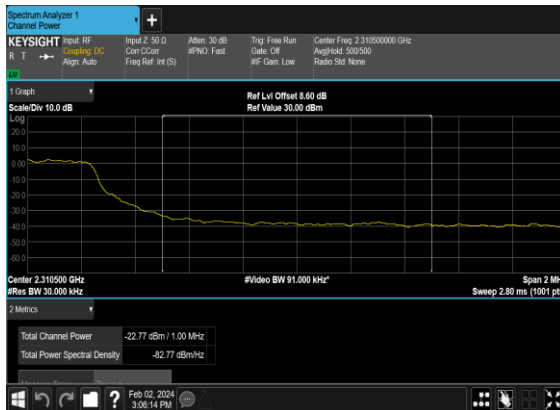 Spectrum Analyzer 1
Channel Power
+
KEYSIGHT Input: RF Input Z: 50 Ω Atten: 30 dB Trig: Free Run Center Freq: 2.310500000 GHz
Coupling: DC Corr CCorr #PNO: Fast Gate: Off Avg|Hold: 500/500
R T Align: Auto Freq Ref: Int (S) #IF Gain: Low Radio Std: None
1 Graph
Ref Lvl Offset 8.60 dB
Scale/Div 10.0 dB Ref Value 30.00 dBm
Log
20.0
10.0
0.00
-10.0
-20.0
-30.0
-40.0
-50.0
-60.0
Center 2.310500 GHz #Video BW 91.000 kHz* Span 2 MH
#Res BW 30.000 kHz Sweep 2.80 ms (1001 pt
2 Metrics
Total Channel Power -22.77 dBm / 1.00 MHz
Total Power Spectral Density -82.77 dBm/Hz
? Feb 02, 2024
3:06:14 PM